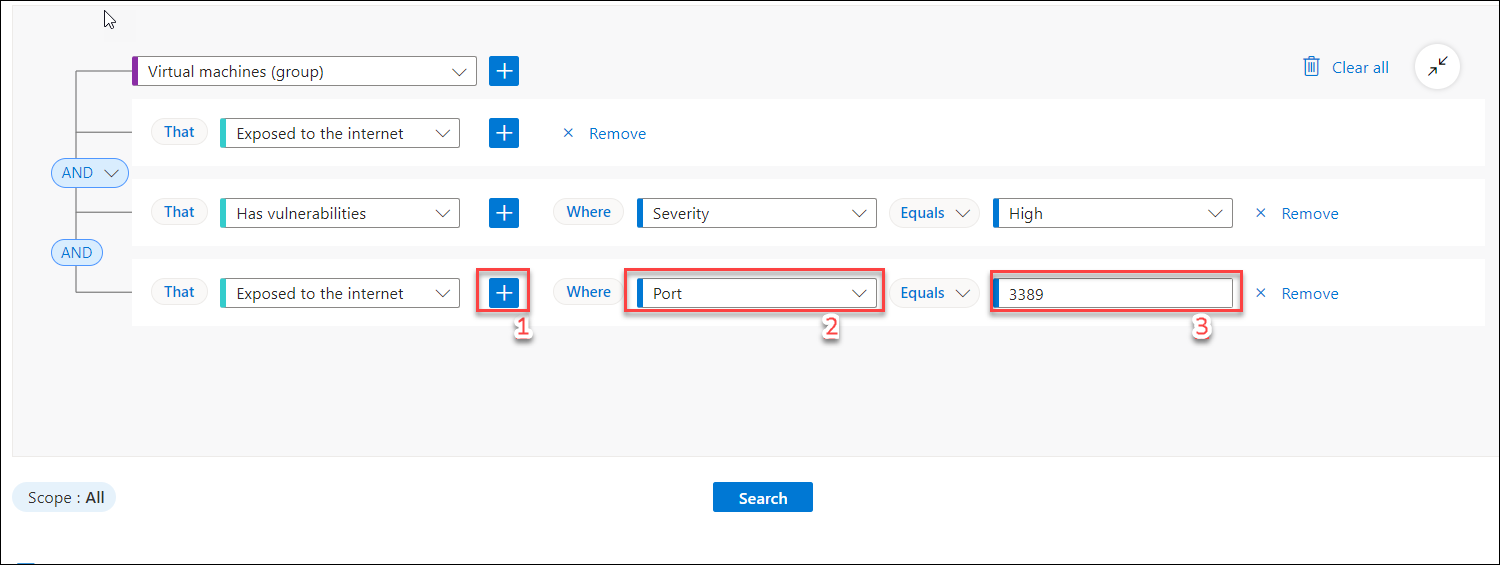 Virtual machines (group)
Clear all
That Exposed to the internet Remove
AND
That Has vulnerabilities Where Severity Equals High Remove
AND
That Exposed to the internet Where Port Equals 3389 Remove
1 2 3
Scope : All Search